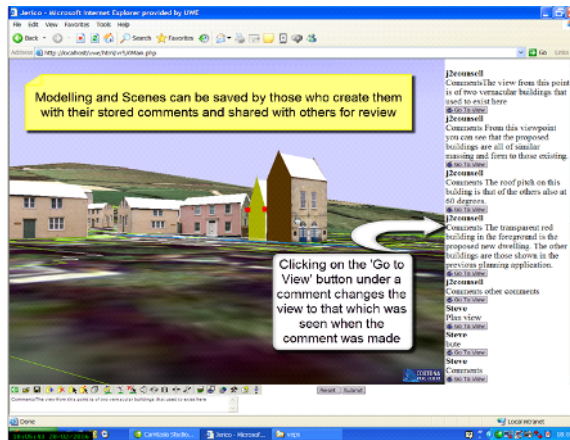 Jerico - Microsoft Internet Explorer provided by UWE
File Edit View Favorites Tools Help
Back Search Favorites
Address http://localhost/uwe/html/vrs/Main.php Go Links
Modelling and Scenes can be saved by those who create them
with their stored comments and shared with others for review
j2counsell
CommentsThe view from this point
is of two vernacular buildings that
used to exist here
Go To View
j2counsell
Comments From this viewpoint
you can see that the proposed
buildings are all of similar
massing and form to those existing.
Go To View
j2counsell
Comments The roof pitch on this
building is that of the others also at
60 degrees.
Go To View
j2counsell
Comments The transparent red
building in the foreground is the
proposed new dwelling. The other
buildings are those shown in the
previous planning application.
Go To View
j2counsell
Comments other comments
Go To View
Steve
Plan view
Go To View
Steve
bute
Go To View
Steve
Comments
Go To View
Clicking on the 'Go to
View' button under a
comment changes the
view to that which was
seen when the
comment was made
CORTONA
Reset Submit
CommentsThe view from this point is of two vernacular buildings that used to exist here
Done Local intranet
Camtasia Studio... Jerico - Microsof... veps